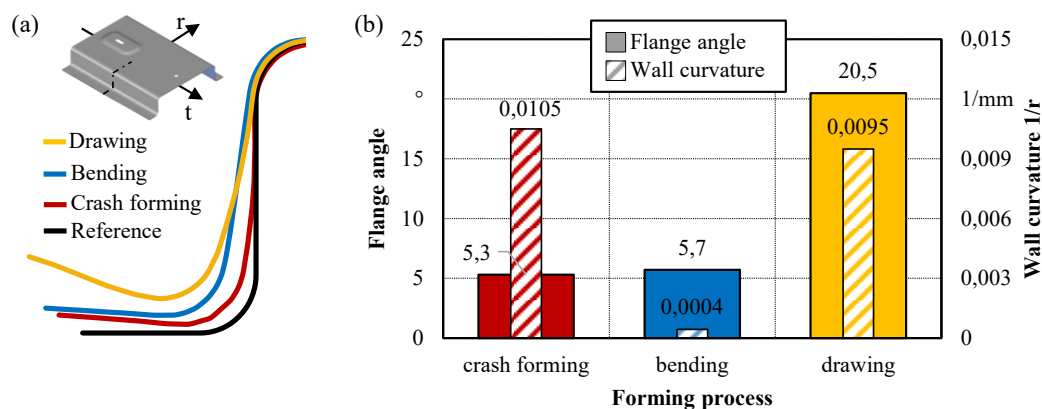 (a)
r
t
Drawing
Bending
Crash forming
Reference
(b)
Flange angle
Wall curvature
25
°
15
10
5
0
Flange angle
0,015
1/mm
0,009
0,006
0,003
0
Wall curvature 1/r
0,0105
5,3
5,7
0,0004
20,5
0,0095
crash forming
bending
drawing
Forming process